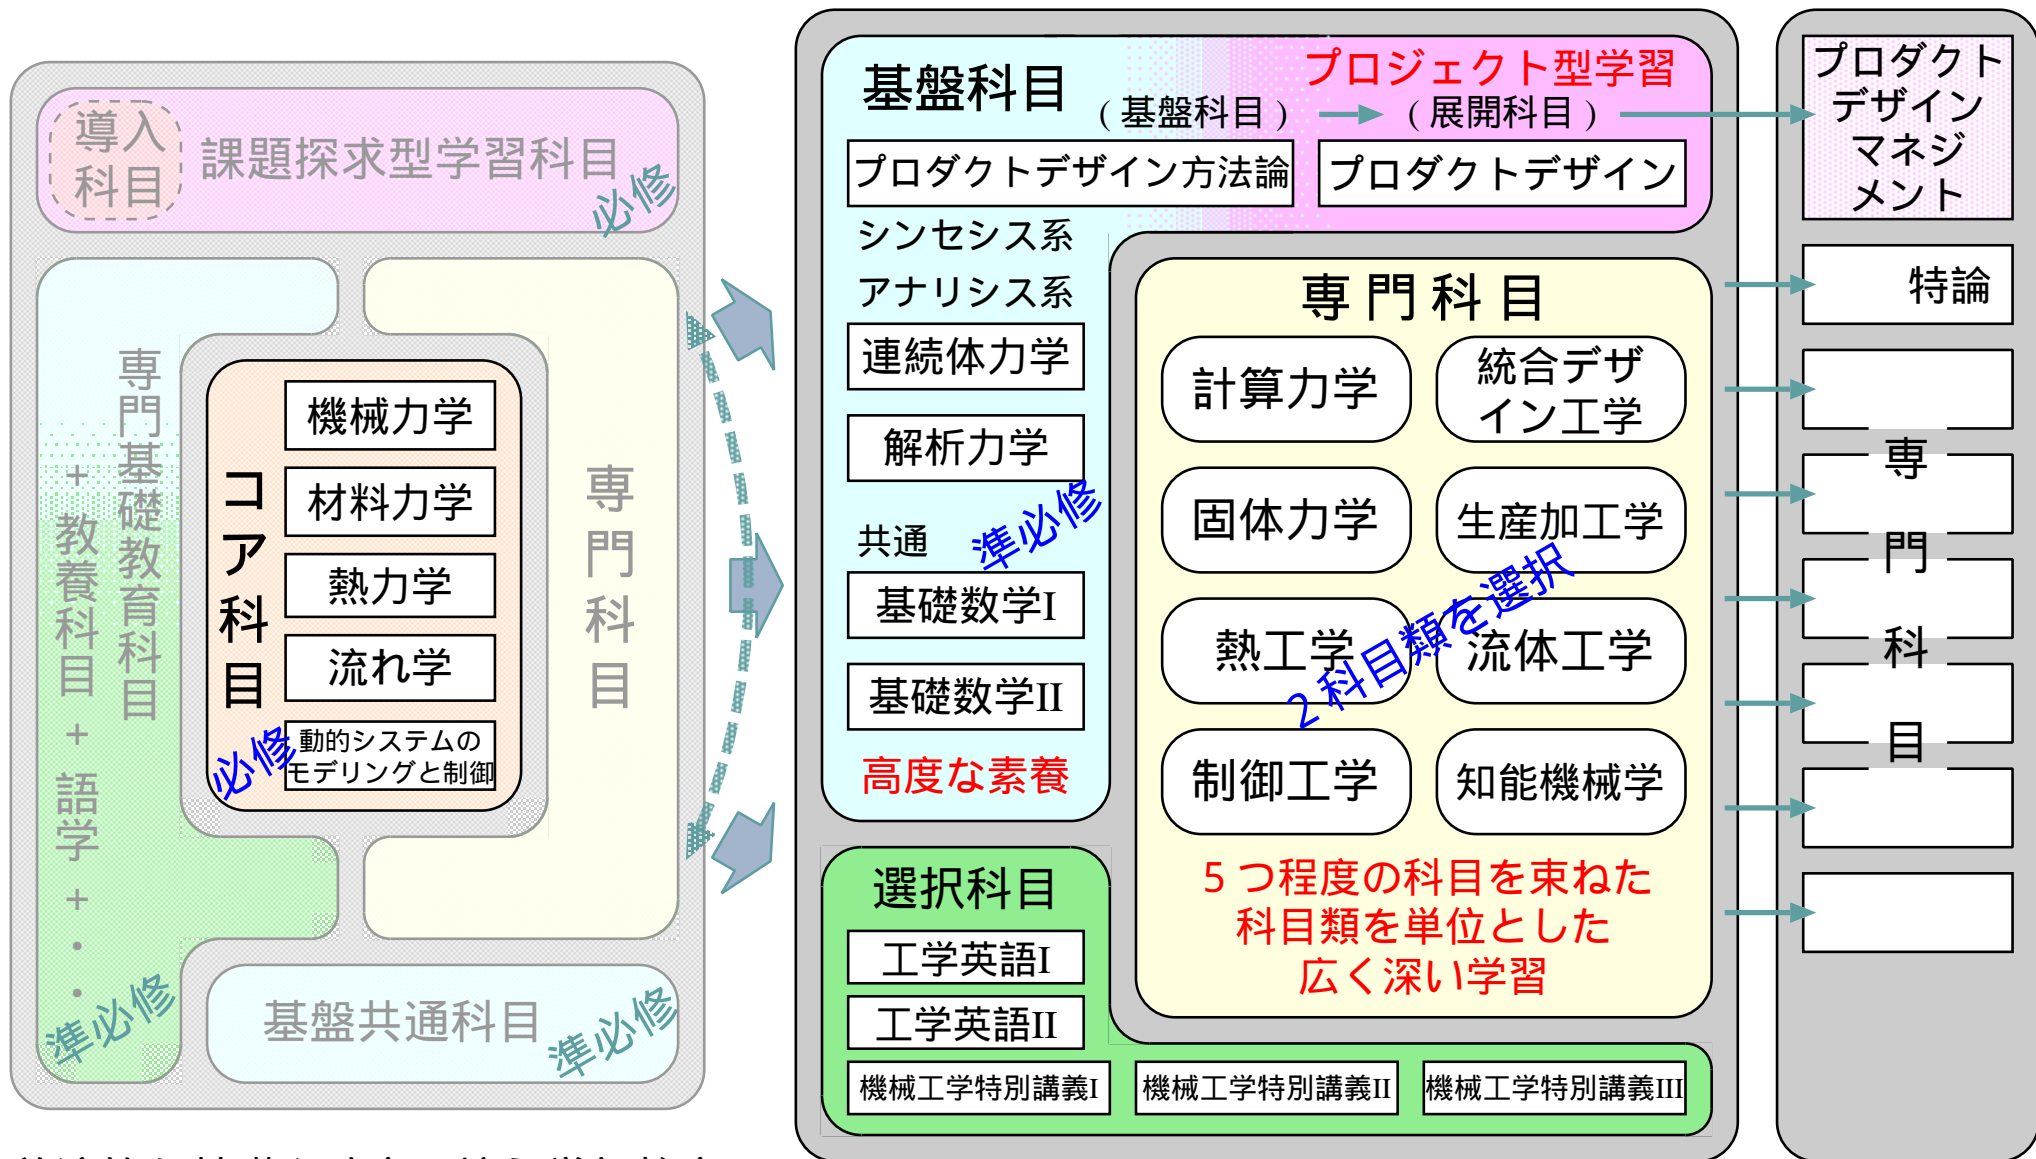 導入
科目
課題探求型学習科目
必修
専門基礎教育科目
+ 教養科目 + 語学 + ・・・
準必修
コア科目
機械力学
材料力学
熱力学
流れ学
動的システムの
モデリングと制御
必修
専門科目
基盤共通科目
準必修
基盤科目
プロジェクト型学習
(基盤科目)
(展開科目)
プロダクトデザイン方法論
プロダクトデザイン
シンセシス系
アナリシス系
連続体力学
解析力学
共通
準必修
基礎数学I
基礎数学II
高度な素養
専門科目
計算力学
統合デザ
イン工学
固体力学
生産加工学
熱工学
流体工学
2科目類を選択
制御工学
知能機械学
5つ程度の科目を束ねた
科目類を単位とした
広く深い学習
選択科目
工学英語I
工学英語II
機械工学特別講義I
機械工学特別講義II
機械工学特別講義III
プロダクト
デザイン
マネジ
メント
特論
専門科目